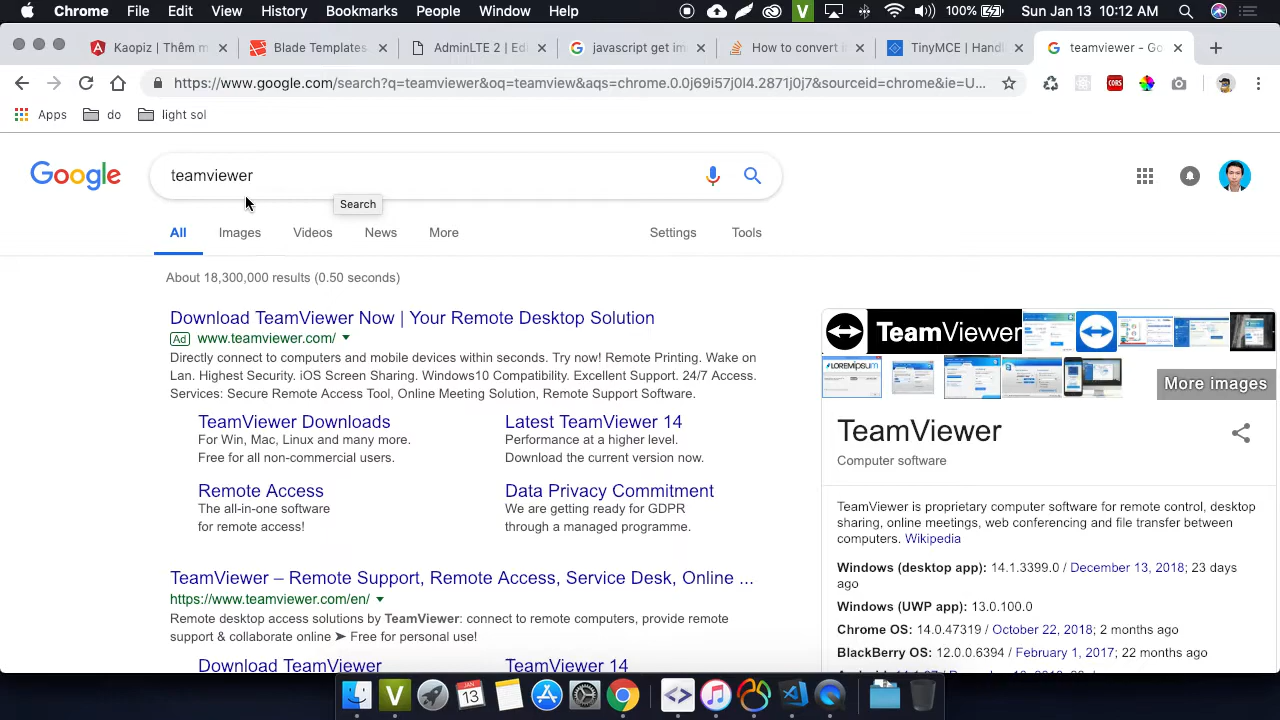 Chrome File Edit View History Bookmarks People Window Help
V 100% Sun Jan 13 10:12 AM
Kaopiz | Thêm m
Blade Templates
AdminLTE 2 | Edi
javascript get im
How to convert i
TinyMCE | Handl
teamviewer - Go
https://www.google.com/search?q=teamviewer&oq=teamview&aqs=chrome.0.0j69i57j0l4.2871j0j7&sourceid=chrome&ie=U...
CORS
Apps do light sol
Google
teamviewer
Search
All Images Videos News More Settings Tools
About 18,300,000 results (0.50 seconds)
Download TeamViewer Now | Your Remote Desktop Solution
Ad www.teamviewer.com/
Directly connect to computers and mobile devices within seconds. Try now! Remote Printing. Wake on
Lan. Highest Security. iOS Screen Sharing. Windows10 Compatibility. Excellent Support. 24/7 Access.
Services: Secure Remote Access Tool, Online Meeting Solution, Remote Support Software.
TeamViewer Downloads
For Win, Mac, Linux and many more.
Free for all non-commercial users.
Latest TeamViewer 14
Performance at a higher level.
Download the current version now.
Remote Access
The all-in-one software
for remote access!
Data Privacy Commitment
We are getting ready for GDPR
through a managed programme.
TeamViewer – Remote Support, Remote Access, Service Desk, Online ...
https://www.teamviewer.com/en/
Remote desktop access solutions by TeamViewer: connect to remote computers, provide remote
support & collaborate online ➤ Free for personal use!
Download TeamViewer
TeamViewer 14
TeamViewer
LOREMIPSUM
More images
TeamViewer
Computer software
TeamViewer is proprietary computer software for remote control, desktop
sharing, online meetings, web conferencing and file transfer between
computers. Wikipedia
Windows (desktop app): 14.1.3399.0 / December 13, 2018; 23 days
ago
Windows (UWP app): 13.0.100.0
Chrome OS: 14.0.47319 / October 22, 2018; 2 months ago
BlackBerry OS: 12.0.0.6394 / February 1, 2017; 22 months ago
V
JAN
13